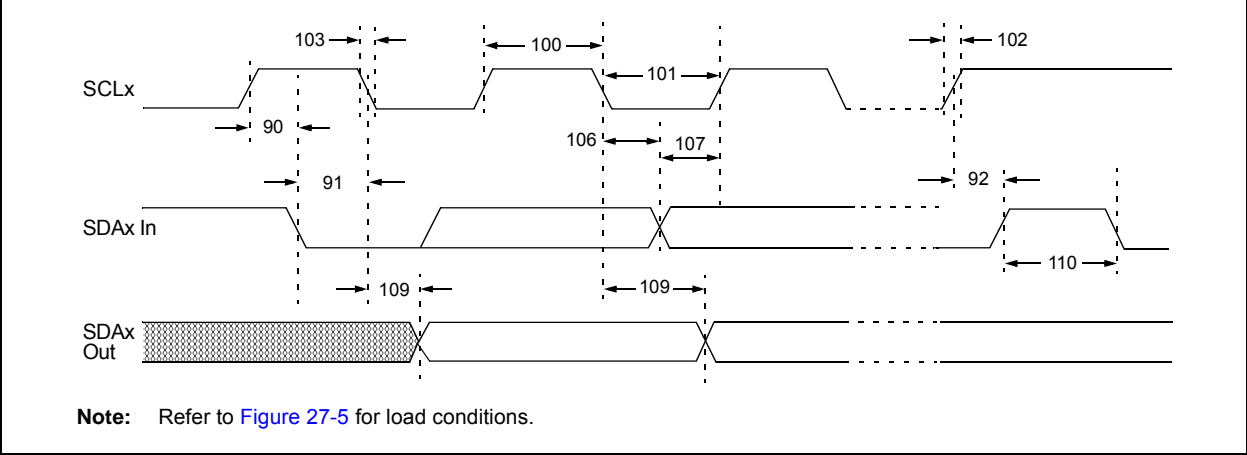 103
100
102
SCLx
101
90
106
107
91
92
SDAx In
110
109
109
SDAx
Out
Note: Refer to Figure 27-5 for load conditions.